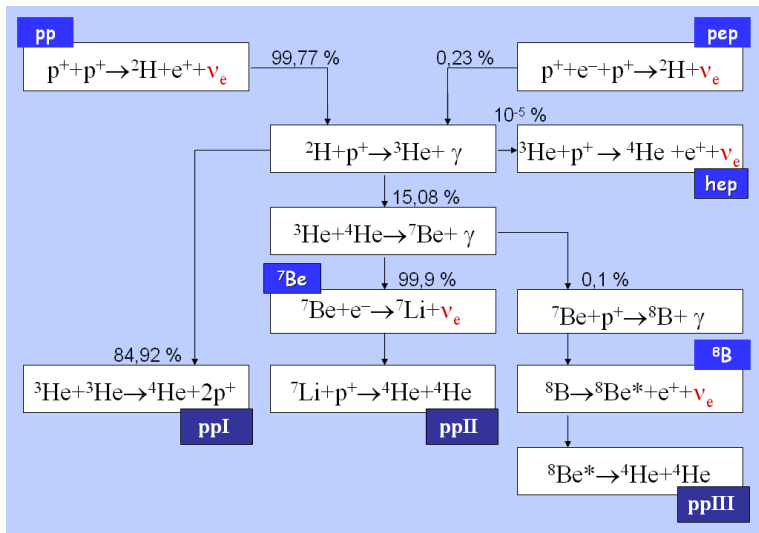 pp
pep
99,77 %
0,23 %
p⁺+p⁺→²H+e⁺+νₑ
p⁺+e⁻+p⁺→²H+νₑ
10⁻⁵ %
²H+p⁺→³He+ γ
³He+p⁺→ ⁴He +e⁺+νₑ
hep
15,08 %
³He+⁴He→⁷Be+ γ
⁷Be
99,9 %
0,1 %
⁷Be+e⁻→⁷Li+νₑ
⁷Be+p⁺→⁸B+ γ
⁸B
84,92 %
³He+³He→⁴He+2p⁺
⁷Li+p⁺→⁴He+⁴He
⁸B→⁸Be*+e⁺+νₑ
ppI
ppII
⁸Be*→⁴He+⁴He
ppIII